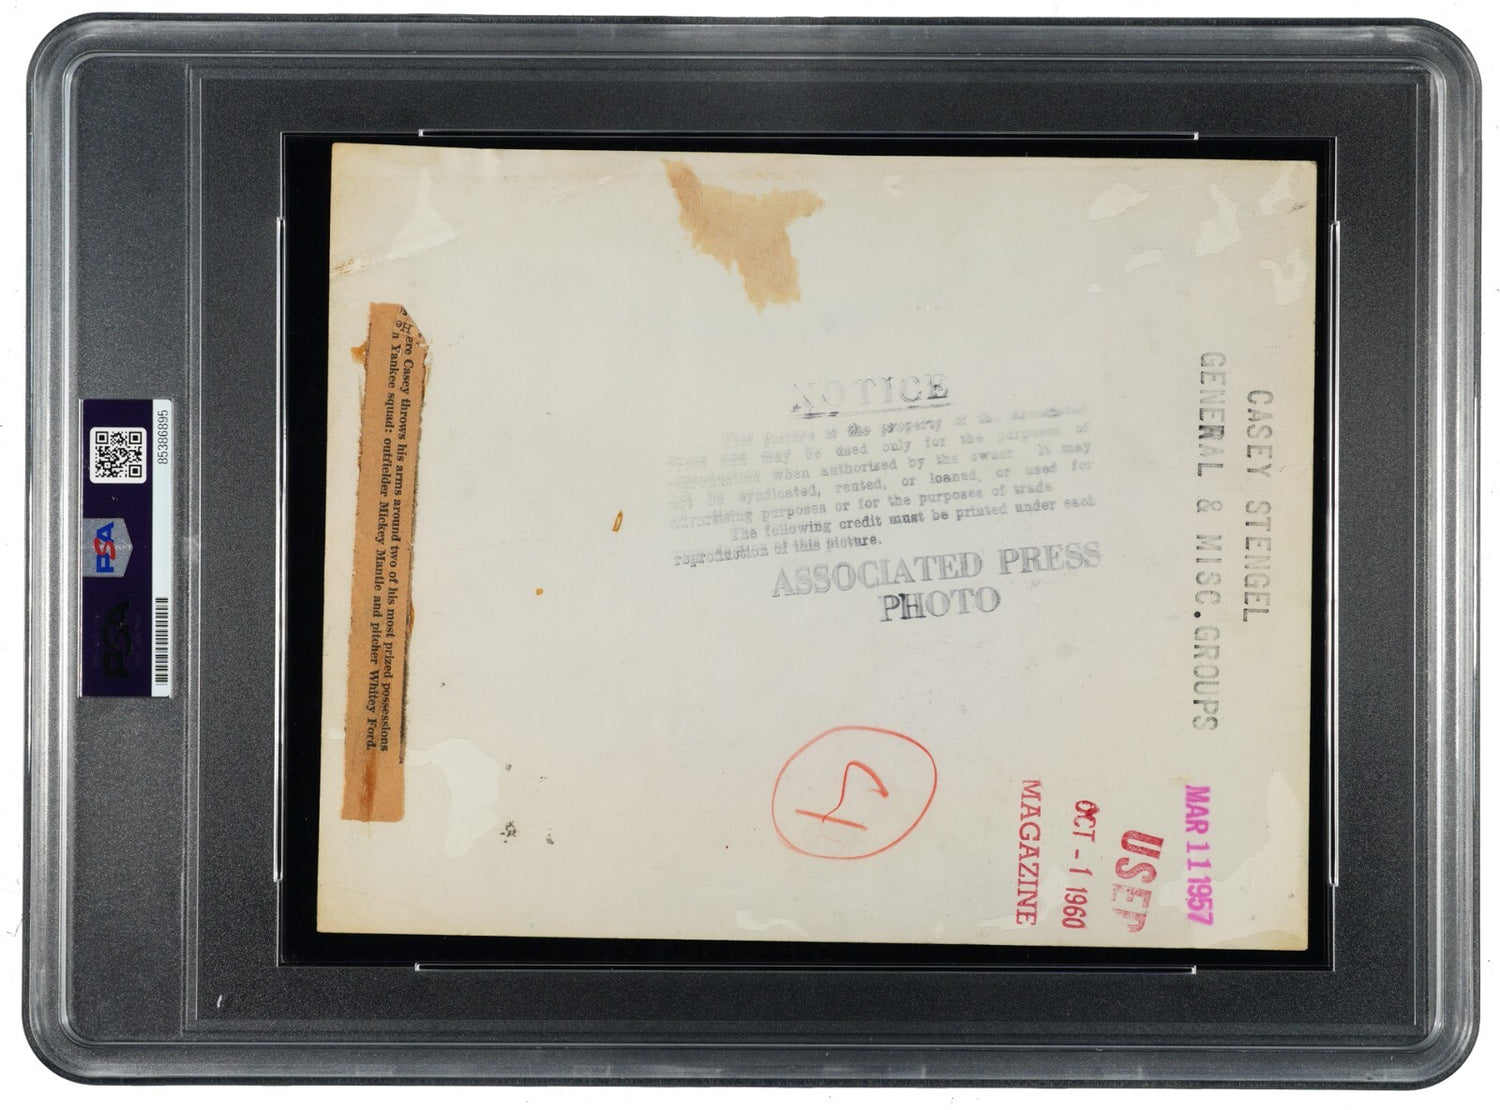 85386895
PSA
PSA
Here Casey throws his arms around two of his most prized possessions
n Yankee squad: outfielder Mickey Mantle and pitcher Whitey Ford.
NOTICE
This picture is the property of the Associated
Press and may be used only for the purposes of
reproduction when authorized by the owner. It may
not be syndicated, rented, or loaned, or used for
advertising purposes or for the purposes of trade
The following credit must be printed under each
reproduction of this picture.
ASSOCIATED PRESS
PHOTO
CASEY STENGEL
GENERAL & MISC. GROUPS
MAR 11 1957
USED
OCT - 1 1960
MAGAZINE